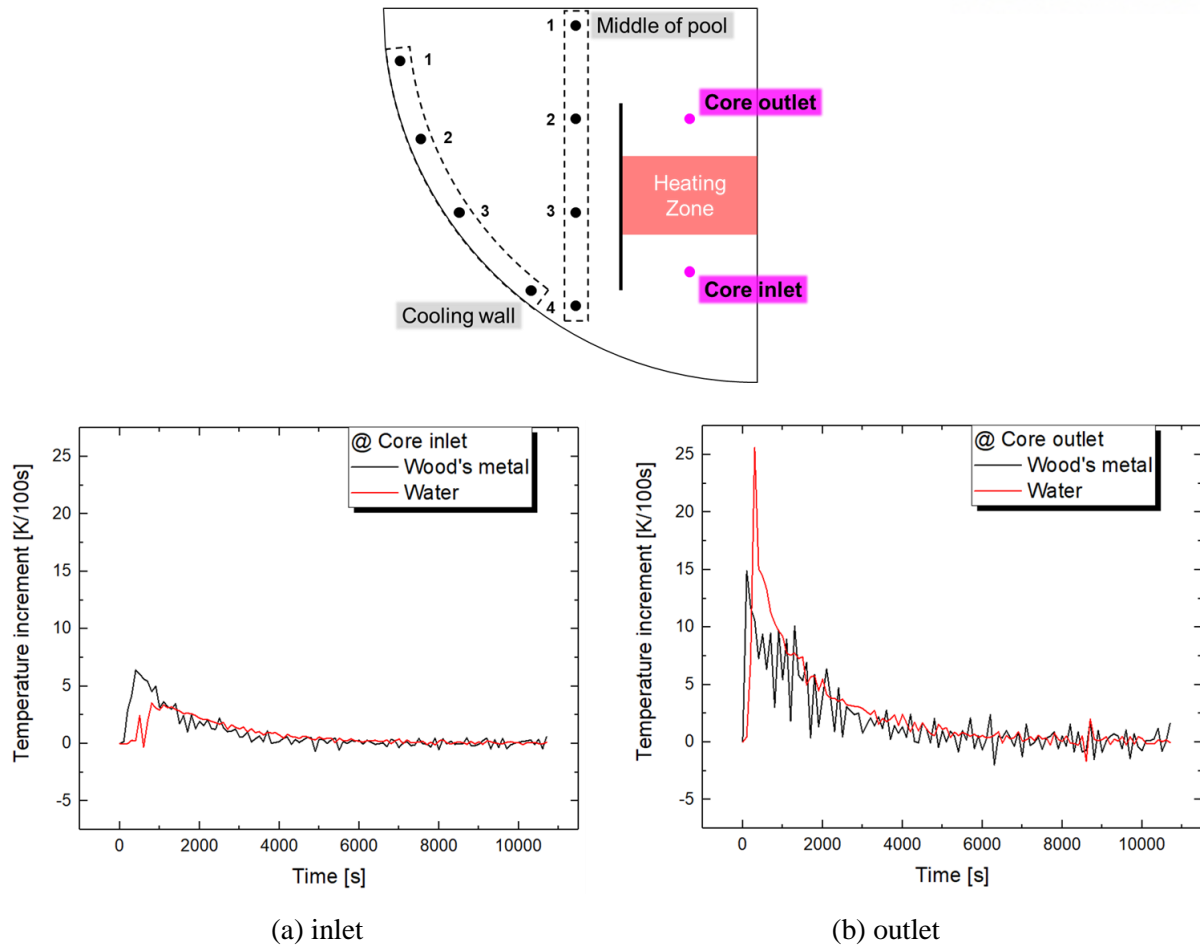 1
Middle of pool
1
2
Core outlet
2
Heating
Zone
3
3
Core inlet
Cooling wall
4
@ Core inlet
Wood's metal
Water
25
20
15
10
5
0
-5
Temperature increment [K/100s]
0
2000
4000
6000
8000
10000
Time [s]
(a) inlet
@ Core outlet
Wood's metal
Water
25
20
15
10
5
0
-5
Temperature increment [K/100s]
0
2000
4000
6000
8000
10000
Time [s]
(b) outlet